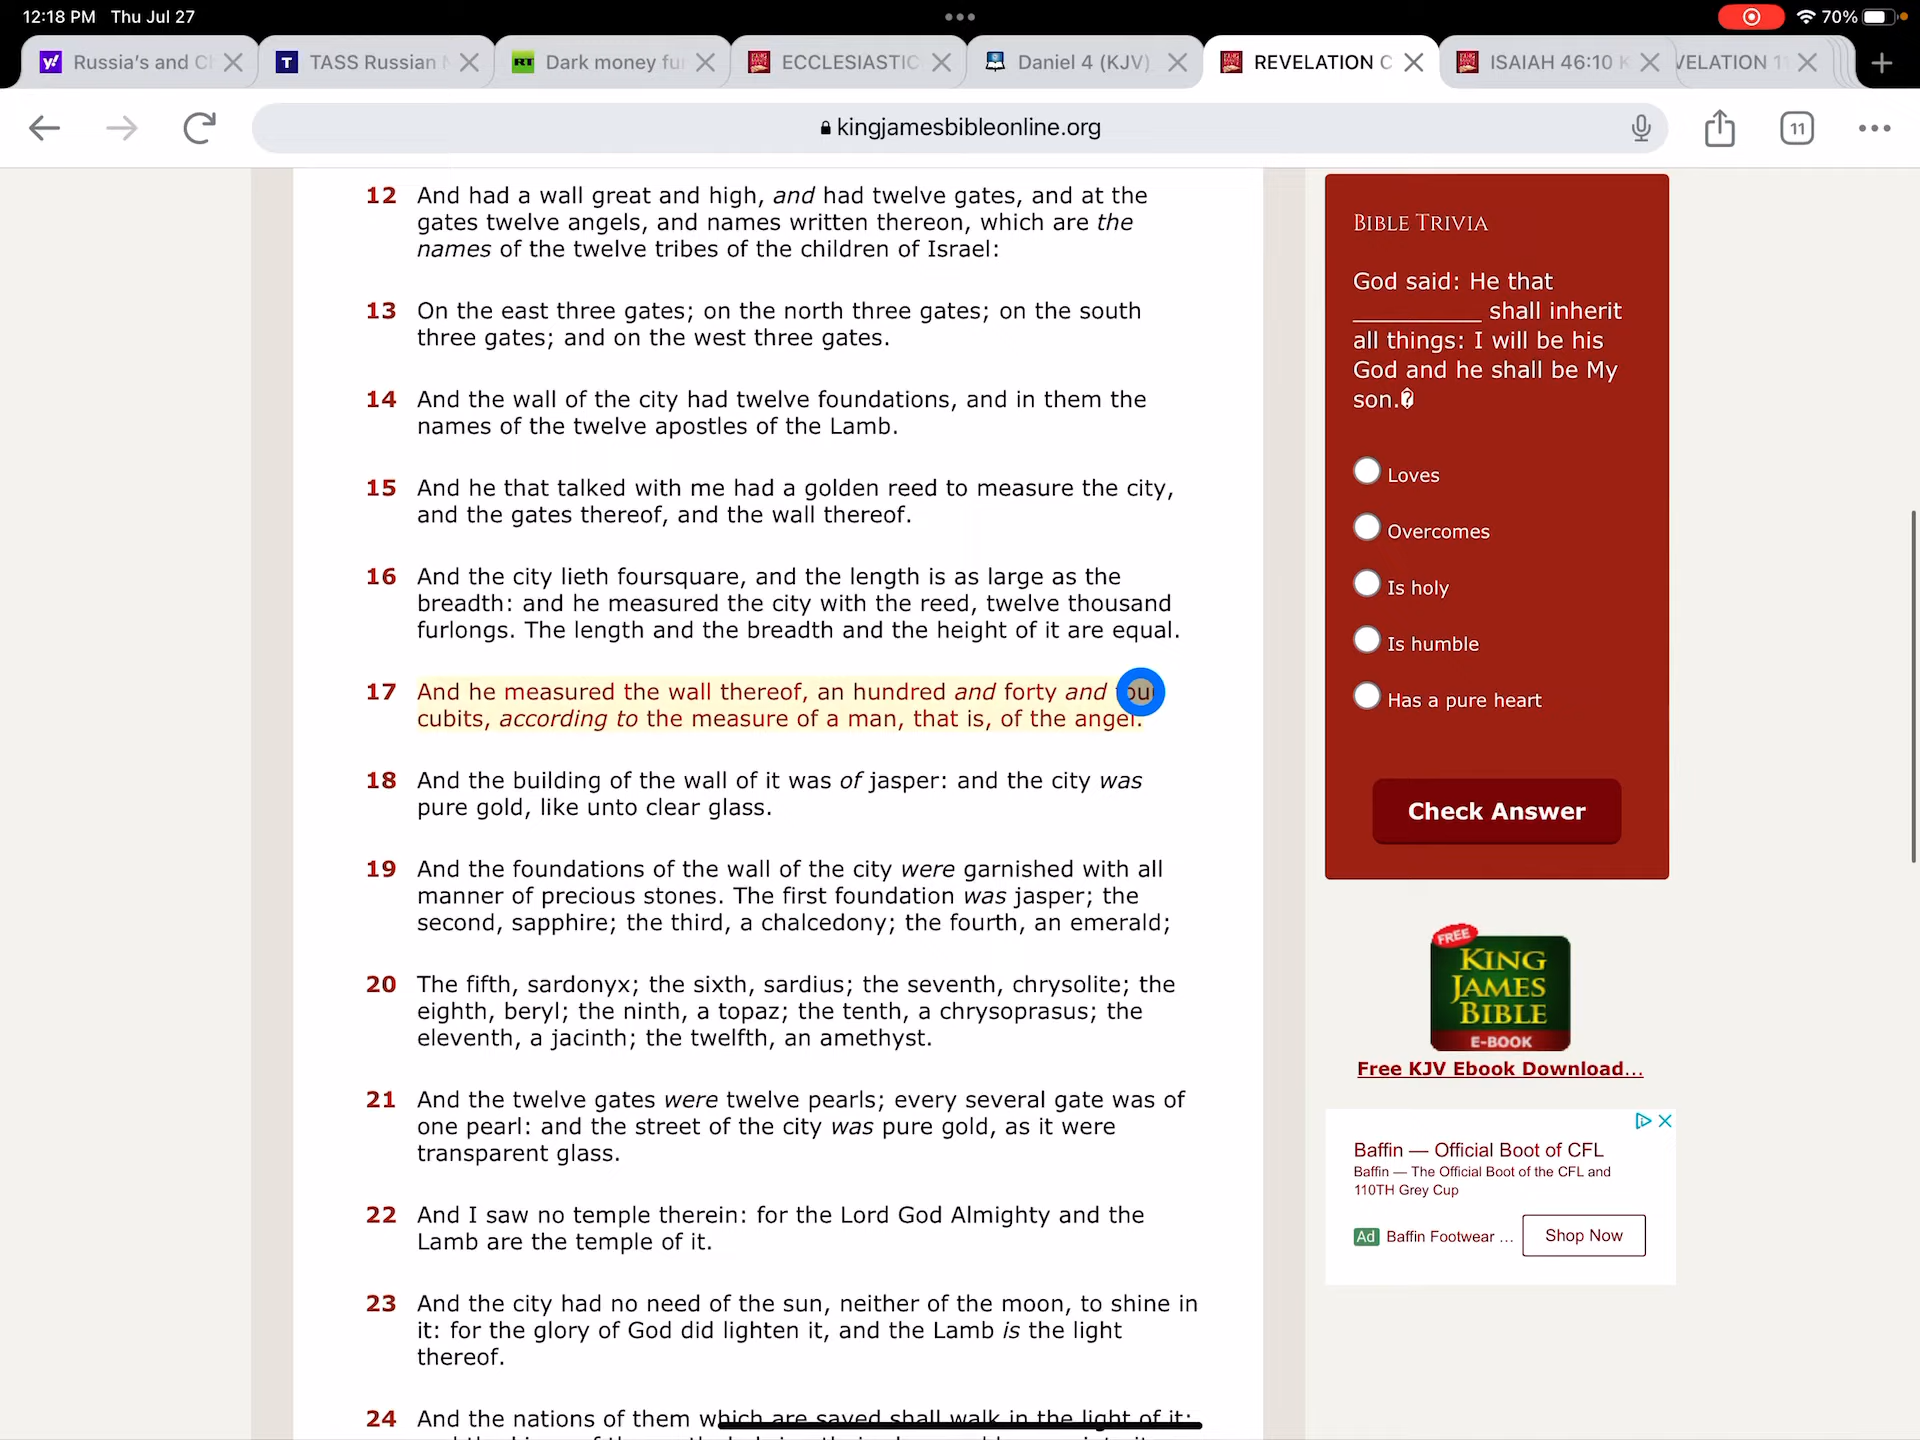 12:18 PM Thu Jul 27
70%
Russia's and Ch
TASS Russian N
Dark money fu
ECCLESIASTIC
Daniel 4 (KJV)
REVELATION C
ISAIAH 46:10 K
VELATION 1
kingjamesbibleonline.org
11
12 And had a wall great and high, and had twelve gates, and at the
gates twelve angels, and names written thereon, which are the
names of the twelve tribes of the children of Israel:
13 On the east three gates; on the north three gates; on the south
three gates; and on the west three gates.
14 And the wall of the city had twelve foundations, and in them the
names of the twelve apostles of the Lamb.
15 And he that talked with me had a golden reed to measure the city,
and the gates thereof, and the wall thereof.
16 And the city lieth foursquare, and the length is as large as the
breadth: and he measured the city with the reed, twelve thousand
furlongs. The length and the breadth and the height of it are equal.
17 And he measured the wall thereof, an hundred and forty and four
cubits, according to the measure of a man, that is, of the angel.
18 And the building of the wall of it was of jasper: and the city was
pure gold, like unto clear glass.
19 And the foundations of the wall of the city were garnished with all
manner of precious stones. The first foundation was jasper; the
second, sapphire; the third, a chalcedony; the fourth, an emerald;
20 The fifth, sardonyx; the sixth, sardius; the seventh, chrysolite; the
eighth, beryl; the ninth, a topaz; the tenth, a chrysoprasus; the
eleventh, a jacinth; the twelfth, an amethyst.
21 And the twelve gates were twelve pearls; every several gate was of
one pearl: and the street of the city was pure gold, as it were
transparent glass.
22 And I saw no temple therein: for the Lord God Almighty and the
Lamb are the temple of it.
23 And the city had no need of the sun, neither of the moon, to shine in
it: for the glory of God did lighten it, and the Lamb is the light
thereof.
24 And the nations of them which are saved shall walk in the light of it:
BIBLE TRIVIA
God said: He that
___________ shall inherit
all things: I will be his
God and he shall be My
son.�
Loves
Overcomes
Is holy
Is humble
Has a pure heart
Check Answer
FREE
KING
JAMES
BIBLE
E-BOOK
Free KJV Ebook Download...
Baffin — Official Boot of CFL
Baffin — The Official Boot of the CFL and
110TH Grey Cup
Ad Baffin Footwear ...
Shop Now